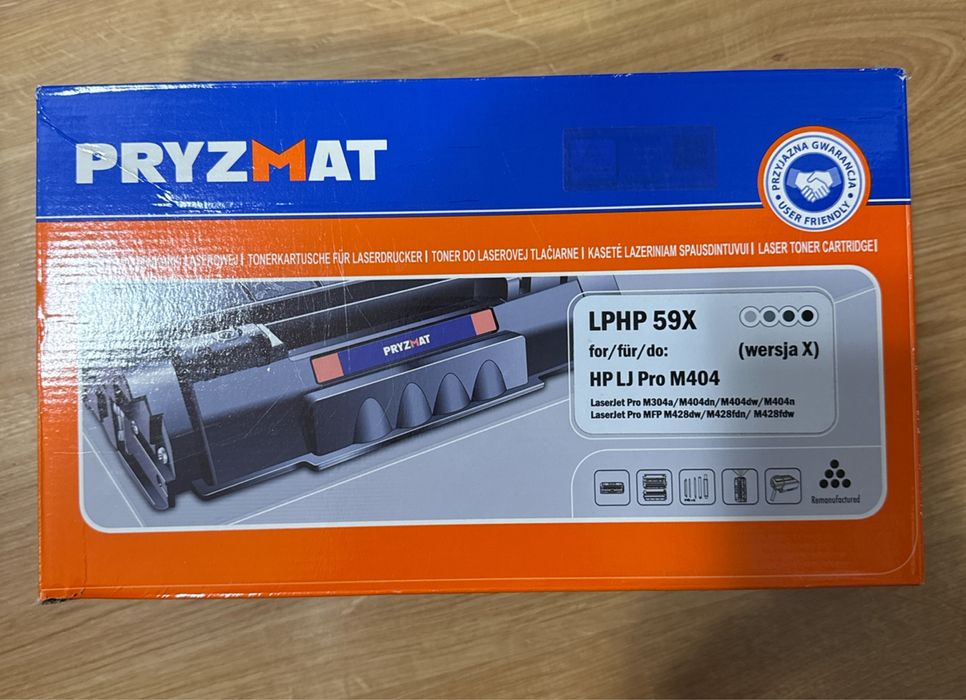 PRYZMAT
PRZYJAZNA GWARANCJA
USER FRIENDLY
LASEROWEJ | TONERKARTUSCHE FÜR LASERDRUCKER | TONER DO LASEROVEJ TLAČIARNE | KASETĖ LAZERINIAM SPAUSDINTUVUI | LASER TONER CARTRIDGE |
PRYZMAT
LPHP 59X
for/für/do: (wersja X)
HP LJ Pro M404
LaserJet Pro M304a/M404dn/M404dw/M404n
LaserJet Pro MFP M428dw/M428fdn/ M428fdw
Remanufactured